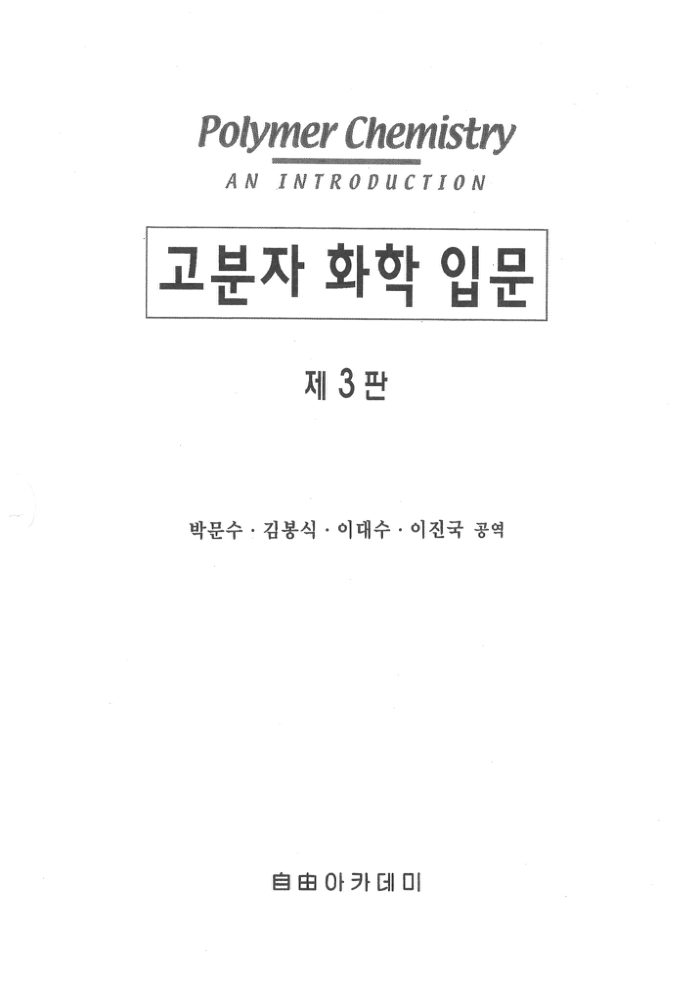 Polymer Chemistry
AN INTRODUCTION
고분자 화학 입문
제 3 판
박문수 · 김봉식 · 이대수 · 이진국 공역
自由아카데미